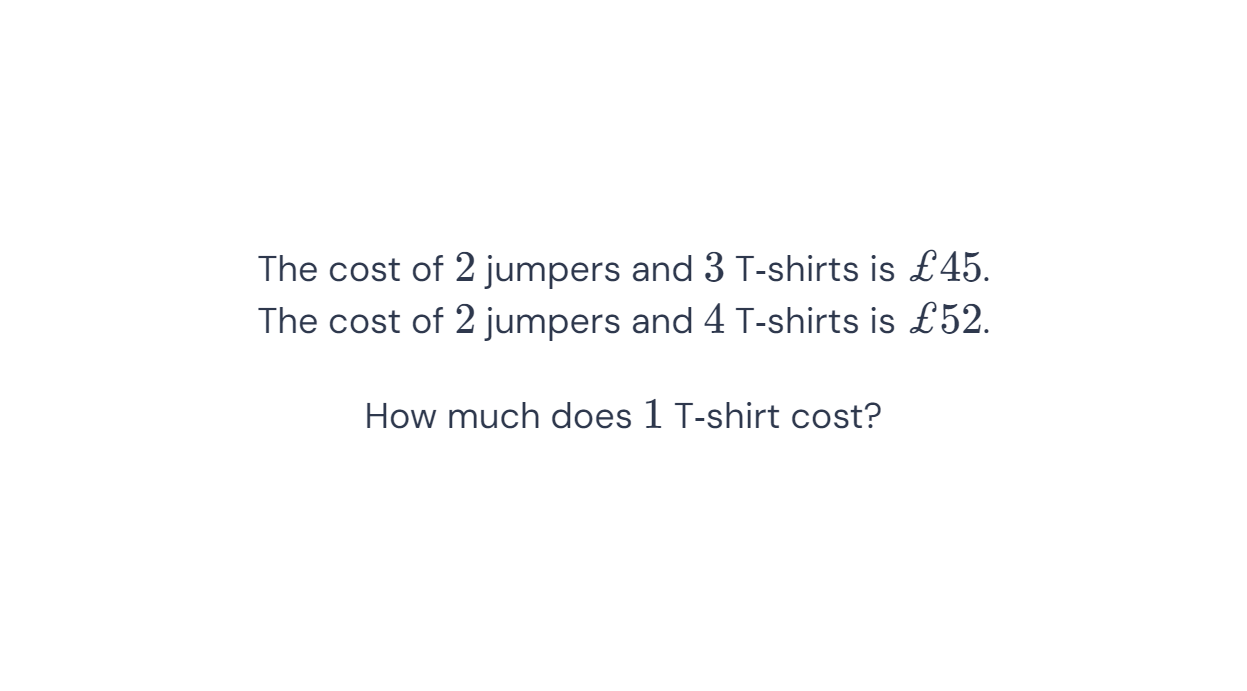 The cost of 2 jumpers and 3 T-shirts is £45.
The cost of 2 jumpers and 4 T-shirts is £52.
How much does 1 T-shirt cost?